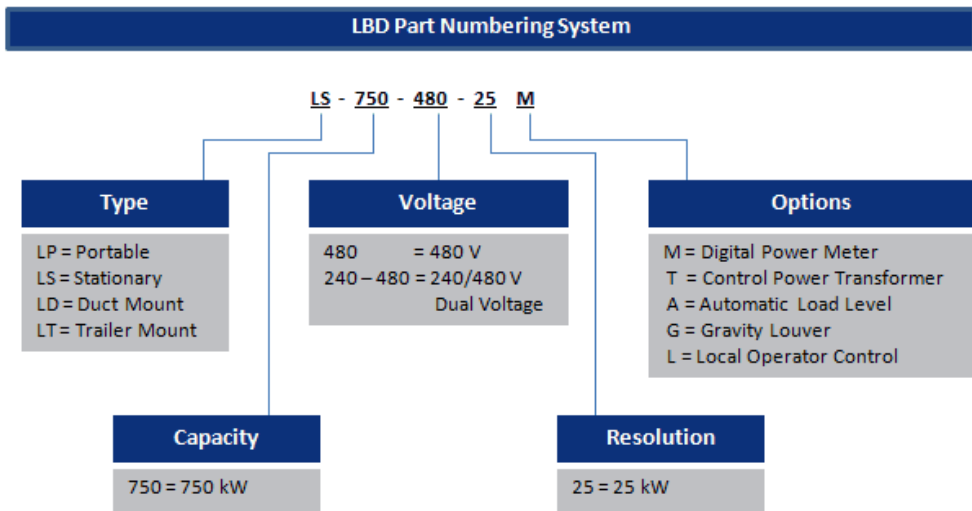 LBD Part Numbering System
LS - 750 - 480 - 25 M
Type
LP = Portable
LS = Stationary
LD = Duct Mount
LT = Trailer Mount
Voltage
480 = 480 V
240 – 480 = 240/480 V
Dual Voltage
Options
M = Digital Power Meter
T = Control Power Transformer
A = Automatic Load Level
G = Gravity Louver
L = Local Operator Control
Capacity
750 = 750 kW
Resolution
25 = 25 kW